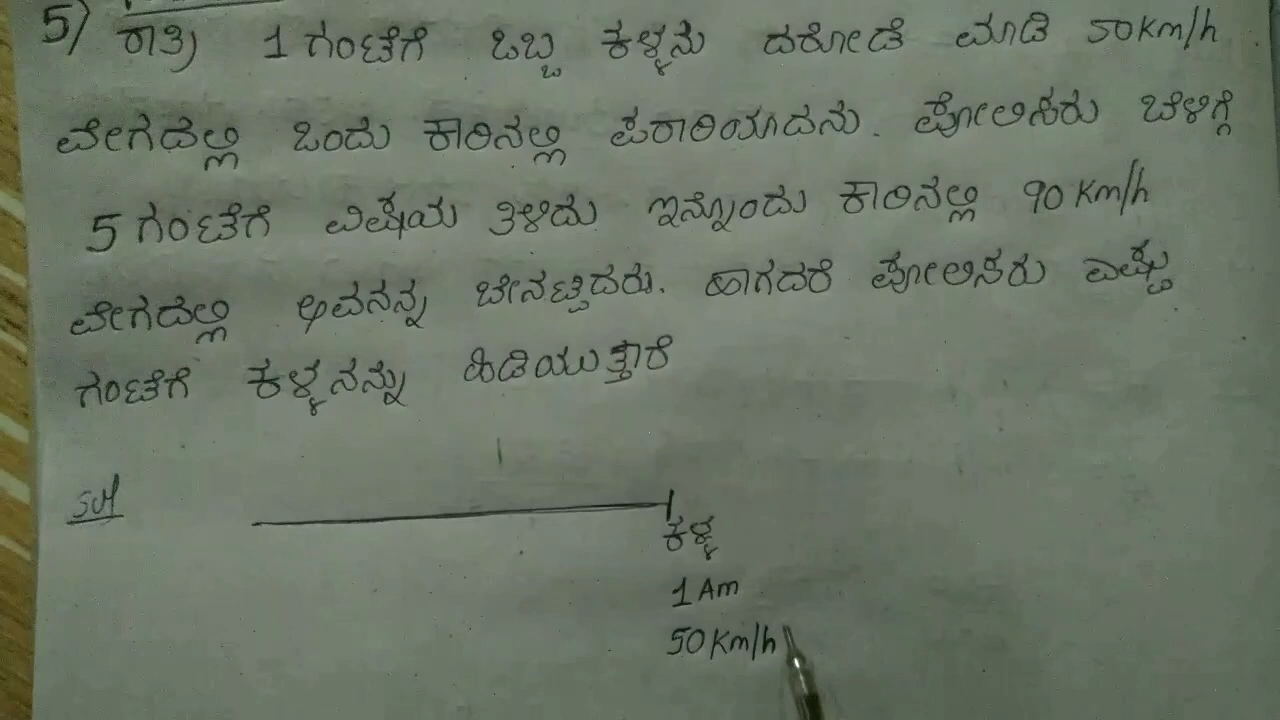 5) ರಾತ್ರಿ 1 ಗಂಟೆಗೆ ಒಬ್ಬ ಕಳ್ಳನು ದರೋಡೆ ಮಾಡಿ 50km/h
ವೇಗದಲ್ಲಿ ಒಂದು ಕಾರಿನಲ್ಲಿ ಪರಾರಿಯಾದನು. ಪೋಲಿಸರು ಬೆಳಿಗ್ಗೆ
5 ಗಂಟೆಗೆ ವಿಷಯ ತಿಳಿದು ಇನ್ನೊಂದು ಕಾರಿನಲ್ಲಿ 90 Km/h
ವೇಗದಲ್ಲಿ ಅವನನ್ನು ಬೇನಟ್ಟಿದರು. ಹಾಗದರೆ ಪೋಲಿಸರು ಎಷ್ಟು
ಗಂಟೆಗೆ ಕಳ್ಳನನ್ನು ಹಿಡಿಯುತ್ತಾರೆ
Sol
ಕಳ್ಳ
1 Am
50 Km/h